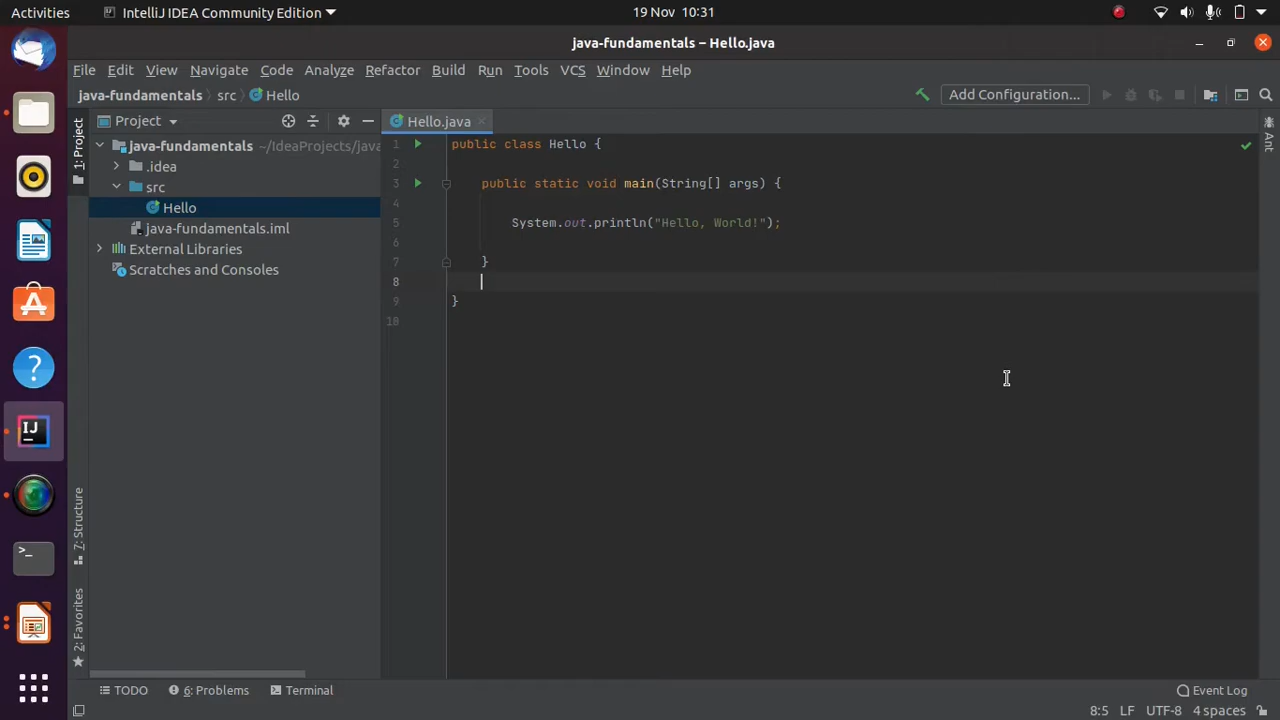 Activities
IntelliJ IDEA Community Edition
19 Nov 10:31
java-fundamentals – Hello.java
File Edit View Navigate Code Analyze Refactor Build Run Tools VCS Window Help
java-fundamentals src Hello
Add Configuration...
1: Project
Project
Hello.java
java-fundamentals ~/IdeaProjects/java
.idea
src
Hello
java-fundamentals.iml
External Libraries
Scratches and Consoles
1 public class Hello {
2
3 public static void main(String[] args) {
4
5 System.out.println("Hello, World!");
6
7 }
8
9 }
10
Ant
7: Structure
2: Favorites
IJ
>_
?
TODO
6: Problems
Terminal
Event Log
8:5 LF UTF-8 4 spaces